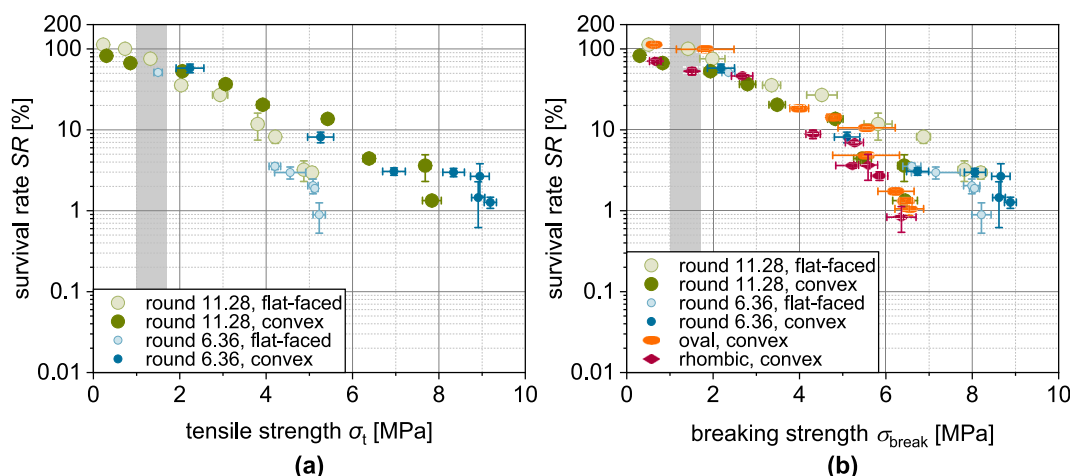 200
100
10
1
0.1
0.01
survival rate SR [%]
round 11.28, flat-faced
round 11.28, convex
round 6.36, flat-faced
round 6.36, convex
0 2 4 6 8 10
tensile strength σt [MPa]
(a)
200
100
10
1
0.1
0.01
survival rate SR [%]
round 11.28, flat-faced
round 11.28, convex
round 6.36, flat-faced
round 6.36, convex
oval, convex
rhombic, convex
0 2 4 6 8 10
breaking strength σbreak [MPa]
(b)